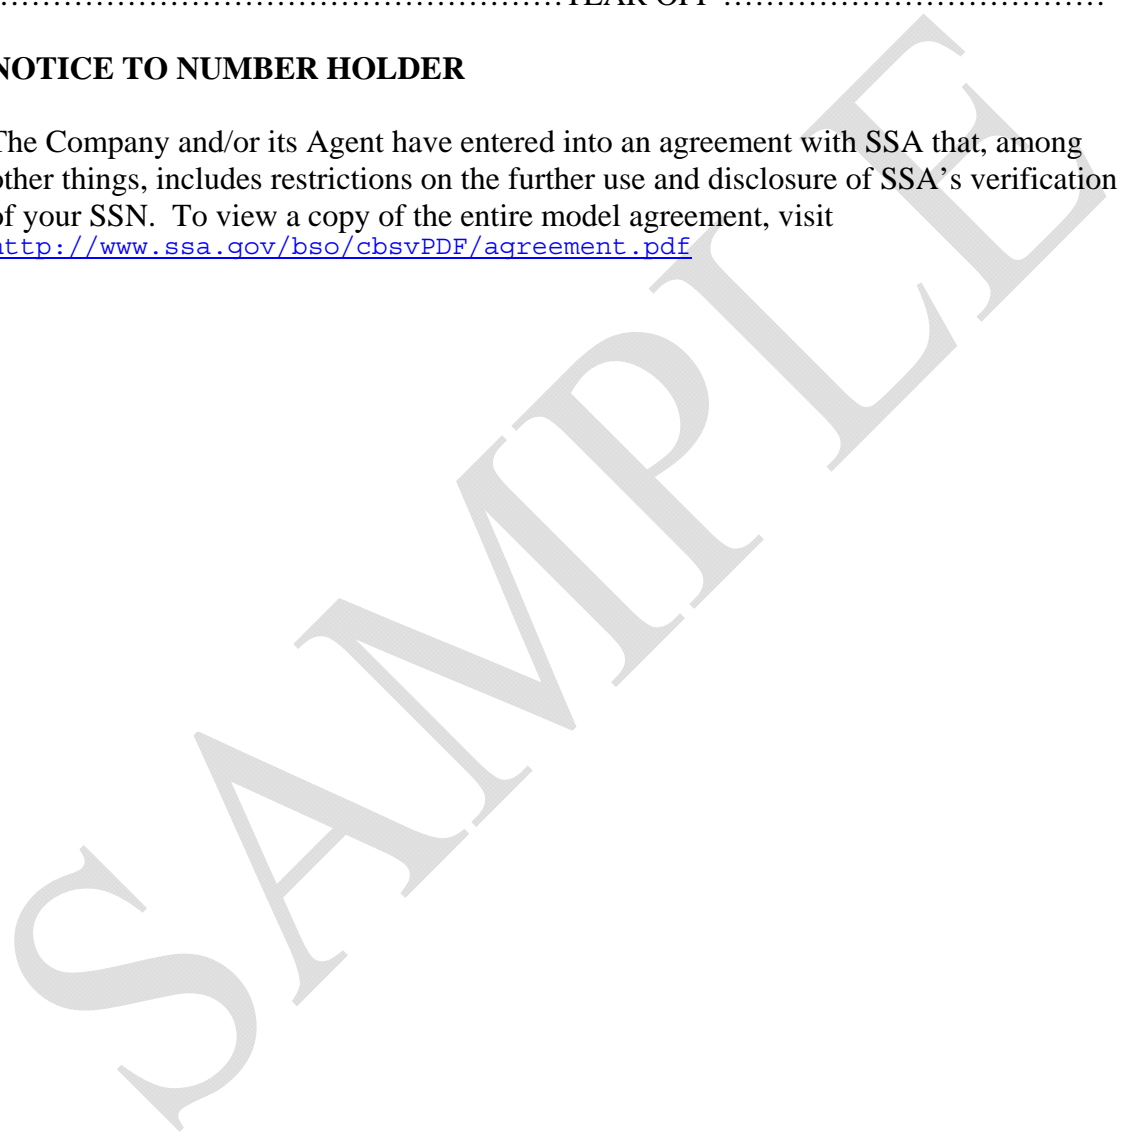 ……………………………………………………TEAR OFF ………………………………
NOTICE TO NUMBER HOLDER
The Company and/or its Agent have entered into an agreement with SSA that, among
other things, includes restrictions on the further use and disclosure of SSA’s verification
of your SSN. To view a copy of the entire model agreement, visit
http://www.ssa.gov/bso/cbsvPDF/agreement.pdf
SAMPLE